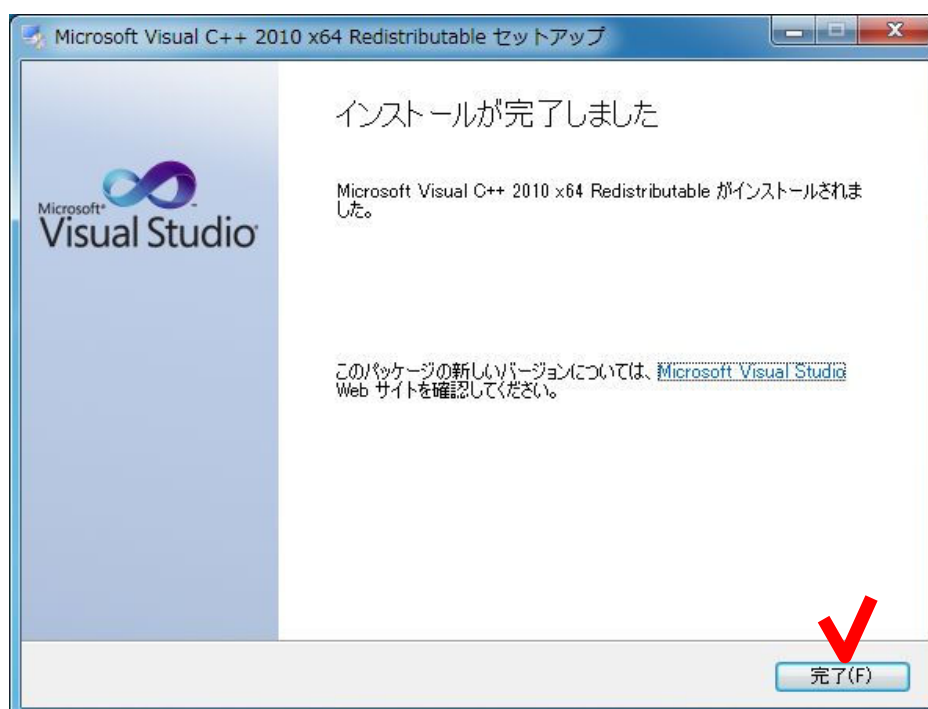 Microsoft Visual C++ 2010 x64 Redistributable セットアップ
インストールが完了しました
Microsoft Visual C++ 2010 x64 Redistributable がインストールされま
した。
Microsoft
Visual Studio
このパッケージの新しいバージョンについては、Microsoft Visual Studio
Web サイトを確認してください。
完了(F)